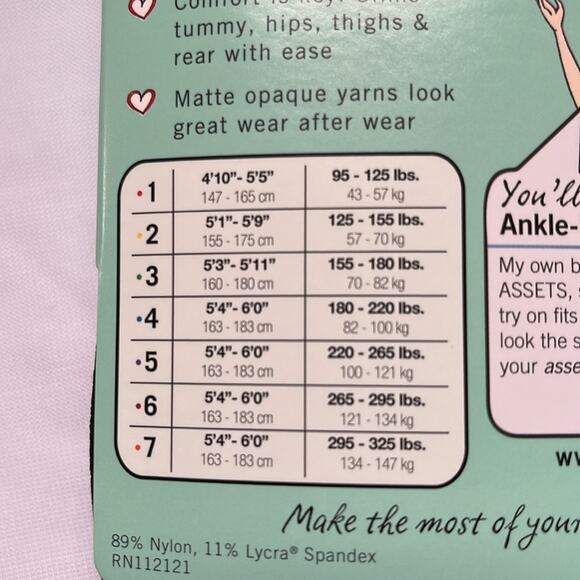 tummy, hips, thighs &
rear with ease
Matte opaque yarns look
great wear after wear
•1 4'10"- 5'5" 95 - 125 lbs.
147 - 165 cm 43 - 57 kg
•2 5'1"- 5'9" 125 - 155 lbs.
155 - 175 cm 57 - 70 kg
•3 5'3"- 5'11" 155 - 180 lbs.
160 - 180 cm 70 - 82 kg
•4 5'4"- 6'0" 180 - 220 lbs.
163 - 183 cm 82 - 100 kg
•5 5'4"- 6'0" 220 - 265 lbs.
163 - 183 cm 100 - 121 kg
•6 5'4"- 6'0" 265 - 295 lbs.
163 - 183 cm 121 - 134 kg
•7 5'4"- 6'0" 295 - 325 lbs.
163 - 183 cm 134 - 147 kg
You'll
Ankle-
My own b
ASSETS,
try on fits
look the s
your asse
Make the most of your
89% Nylon, 11% Lycra® Spandex
RN112121